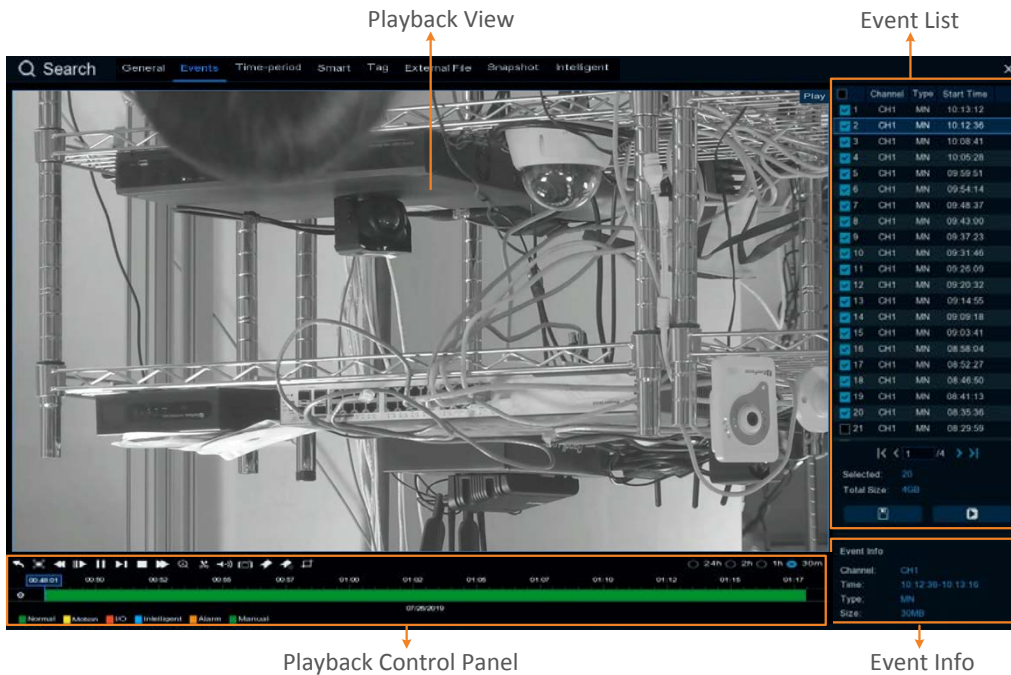 Playback View
Event List
Search General Events Time-period Smart Tag External File Snapshot Intelligent
Play
Channel Type Start Time
1 CH1 MN 10:13:12
2 CH1 MN 10:12:36
3 CH1 MN 10:08:41
4 CH1 MN 10:05:28
5 CH1 MN 09:59:51
6 CH1 MN 09:54:14
7 CH1 MN 09:48:37
8 CH1 MN 09:43:00
9 CH1 MN 09:37:23
10 CH1 MN 09:31:46
11 CH1 MN 09:26:09
12 CH1 MN 09:20:32
13 CH1 MN 09:14:55
14 CH1 MN 09:09:18
15 CH1 MN 09:03:41
16 CH1 MN 08:58:04
17 CH1 MN 08:52:27
18 CH1 MN 08:46:50
19 CH1 MN 08:41:13
20 CH1 MN 08:35:36
21 CH1 MN 08:29:59
1 /4
Selected: 20
Total Size: 4GB
Event Info
Channel: CH1
Time: 10:12:36-10:13:16
Type: MN
Size: 30MB
24h 2h 1h 30m
00:48:01 00:50 00:52 00:55 00:57 01:00 01:02 01:05 01:07 01:10 01:12 01:15 01:17
07/26/2019
Normal Motion I/O Intelligent Alarm Manual
Playback Control Panel
Event Info